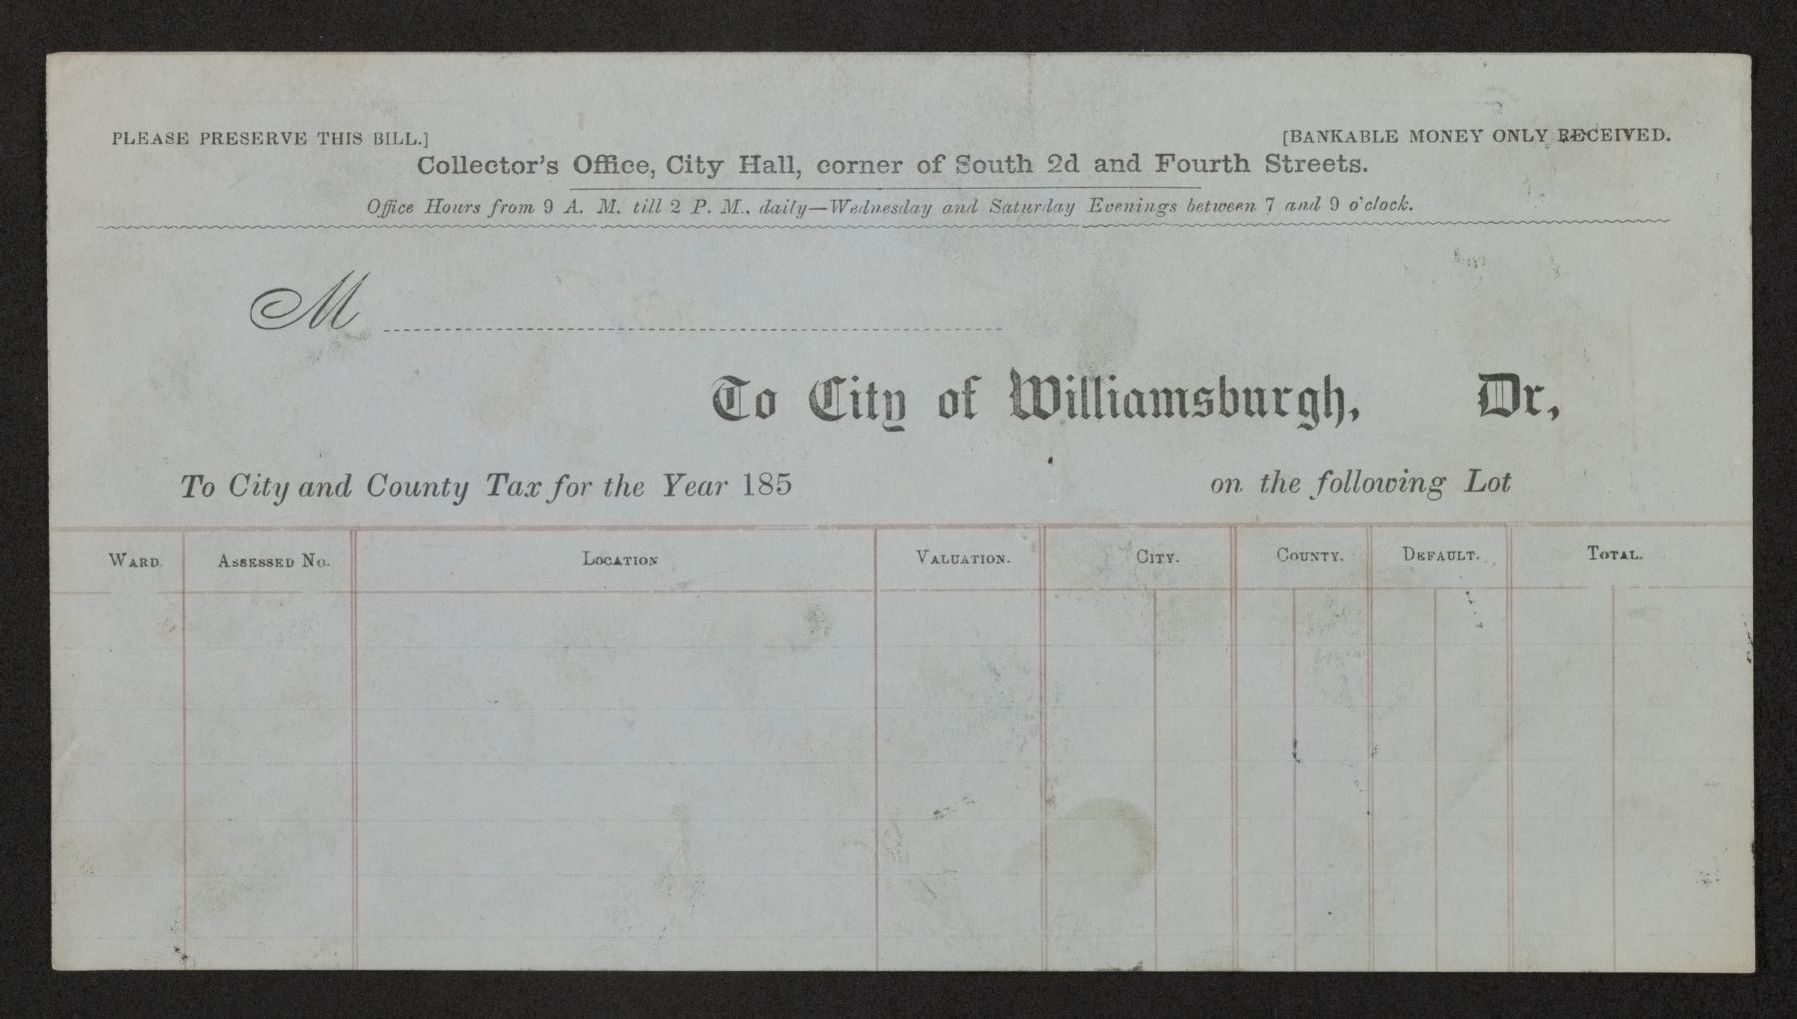 PLEASE PRESERVE THIS BILL.] [BANKABLE MONEY ONLY RECEIVED.
Collector's Office, City Hall, corner of South 2d and Fourth Streets.
Office Hours from 9 A. M. till 2 P. M., daily—Wednesday and Saturday Evenings between 7 and 9 o'clock.
M
To City of Williamsburgh, Dr,
To City and County Tax for the Year 185 on the following Lot
WARD. ASSESSED NO. LOCATION VALUATION. CITY. COUNTY. DEFAULT. TOTAL.